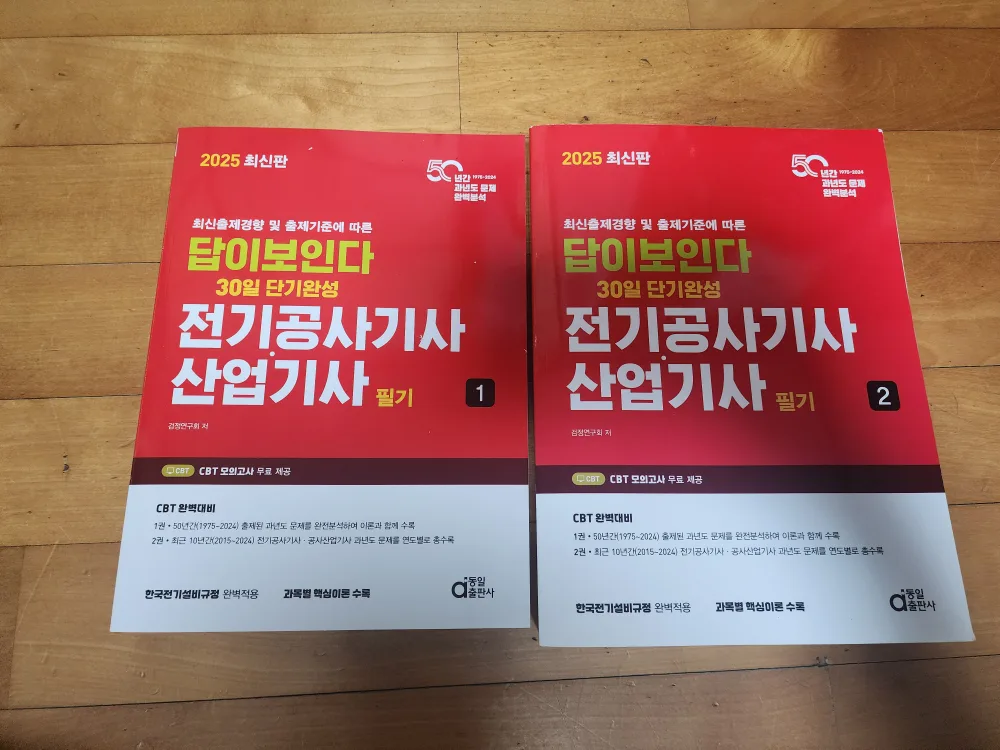 2025 최신판
50년간 1975-2024
과년도 문제
완벽분석
최신출제경향 및 출제기준에 따른
답이보인다
30일 단기완성
전기공사기사
·
산업기사 필기 1
검정연구회 저
CBT CBT 모의고사 무료 제공
CBT 완벽대비
1권 • 50년간(1975~2024) 출제된 과년도 문제를 완전분석하여 이론과 함께 수록
2권 • 최근 10년간(2015~2024) 전기공사기사 · 공사산업기사 과년도 문제를 연도별로 총수록
한국전기설비규정 완벽적용 과목별 핵심이론 수록
동일
출판사
2025 최신판
50년간 1975-2024
과년도 문제
완벽분석
최신출제경향 및 출제기준에 따른
답이보인다
30일 단기완성
전기공사기사
·
산업기사 필기 2
검정연구회 저
CBT CBT 모의고사 무료 제공
CBT 완벽대비
1권 • 50년간(1975~2024) 출제된 과년도 문제를 완전분석하여 이론과 함께 수록
2권 • 최근 10년간(2015~2024) 전기공사기사 · 공사산업기사 과년도 문제를 연도별로 총수록
한국전기설비규정 완벽적용 과목별 핵심이론 수록
동일
출판사